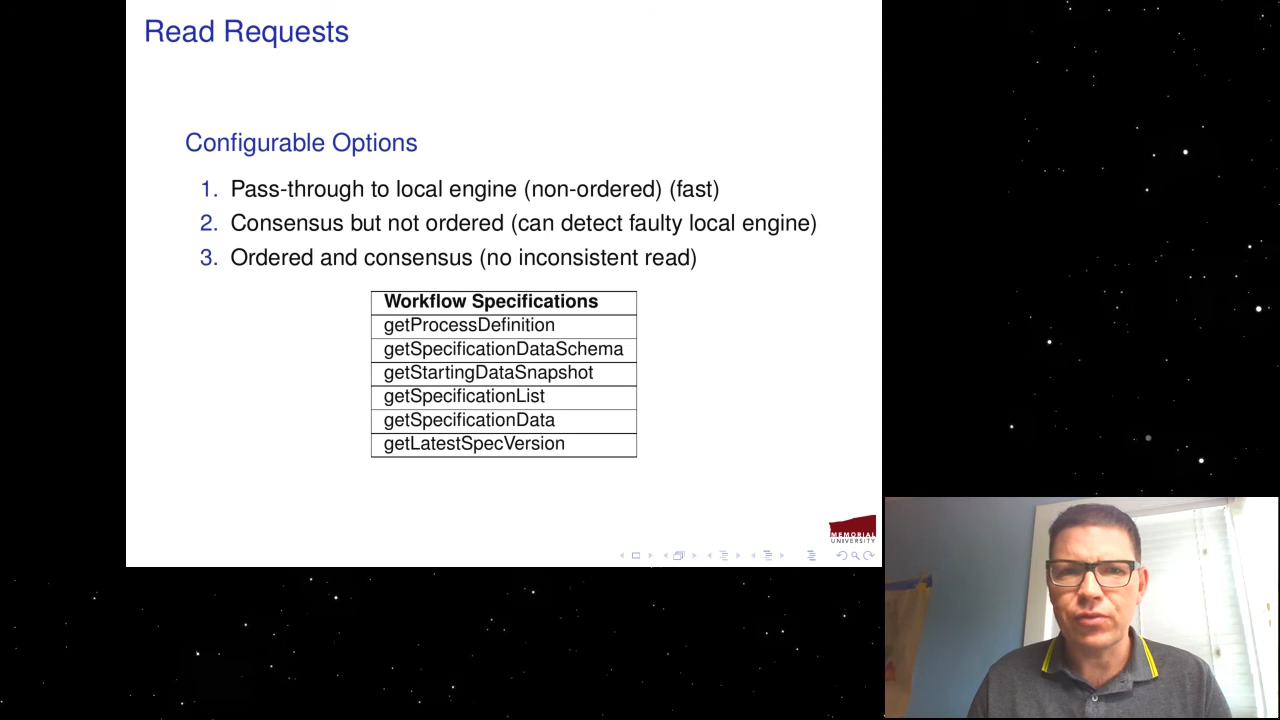 Read Requests
Configurable Options
1. Pass-through to local engine (non-ordered) (fast)
2. Consensus but not ordered (can detect faulty local engine)
3. Ordered and consensus (no inconsistent read)
Workflow Specifications
getProcessDefinition
getSpecificationDataSchema
getStartingDataSnapshot
getSpecificationList
getSpecificationData
getLatestSpecVersion
MEMORIAL
UNIVERSITY